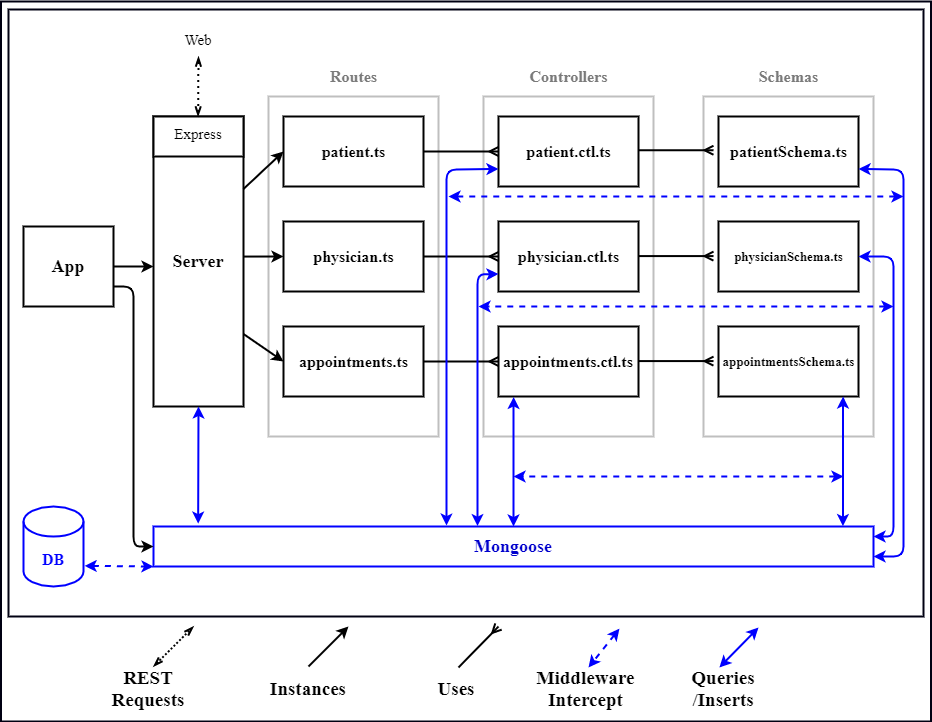 Web
Routes
Controllers
Schemas
Express
patient.ts
patient.ctl.ts
patientSchema.ts
App
Server
physician.ts
physician.ctl.ts
physicianSchema.ts
appointments.ts
appointments.ctl.ts
appointmentsSchema.ts
DB
Mongoose
REST
Requests
Instances
Uses
Middleware
Intercept
Queries
/Inserts